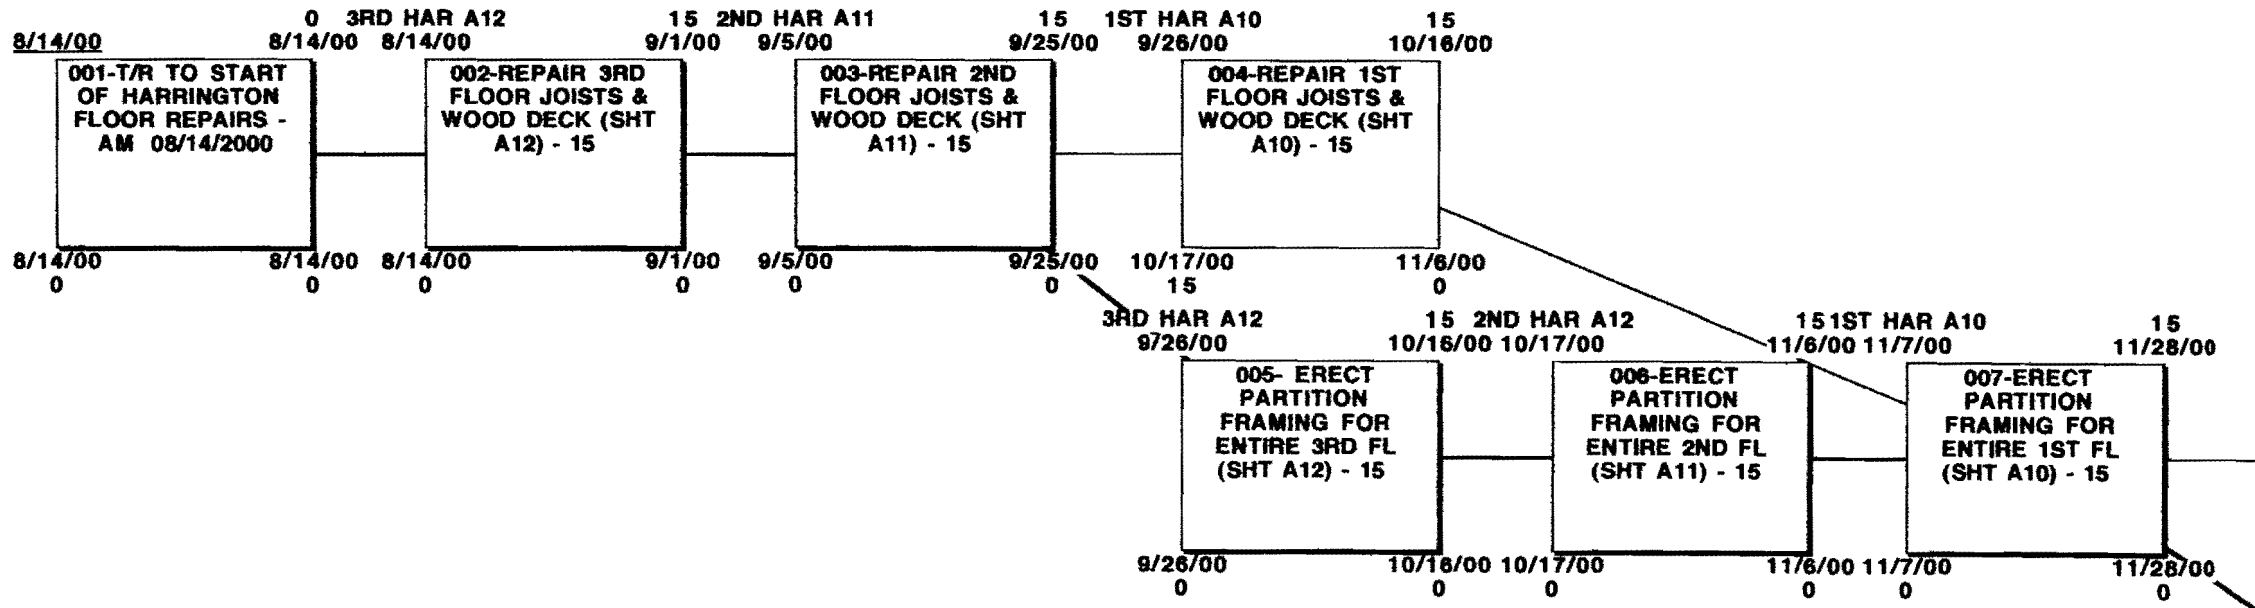 0 3RD HAR A12 15 2ND HAR A11 15 1ST HAR A10 15
8/14/00 8/14/00 8/14/00 9/1/00 9/5/00 9/25/00 9/26/00 10/16/00
001-T/R TO START
OF HARRINGTON
FLOOR REPAIRS -
AM 08/14/2000
002-REPAIR 3RD
FLOOR JOISTS &
WOOD DECK (SHT
A12) - 15
003-REPAIR 2ND
FLOOR JOISTS &
WOOD DECK (SHT
A11) - 15
004-REPAIR 1ST
FLOOR JOISTS &
WOOD DECK (SHT
A10) - 15
8/14/00 8/14/00 8/14/00 9/1/00 9/5/00 9/25/00 10/17/00 11/6/00
0 0 0 0 0 0 15 0
3RD HAR A12 15 2ND HAR A12 15 1ST HAR A10 15
9/26/00 10/16/00 10/17/00 11/6/00 11/7/00 11/28/00
005- ERECT
PARTITION
FRAMING FOR
ENTIRE 3RD FL
(SHT A12) - 15
006-ERECT
PARTITION
FRAMING FOR
ENTIRE 2ND FL
(SHT A11) - 15
007-ERECT
PARTITION
FRAMING FOR
ENTIRE 1ST FL
(SHT A10) - 15
9/26/00 10/16/00 10/17/00 11/6/00 11/7/00 11/28/00
0 0 0 0 0 0